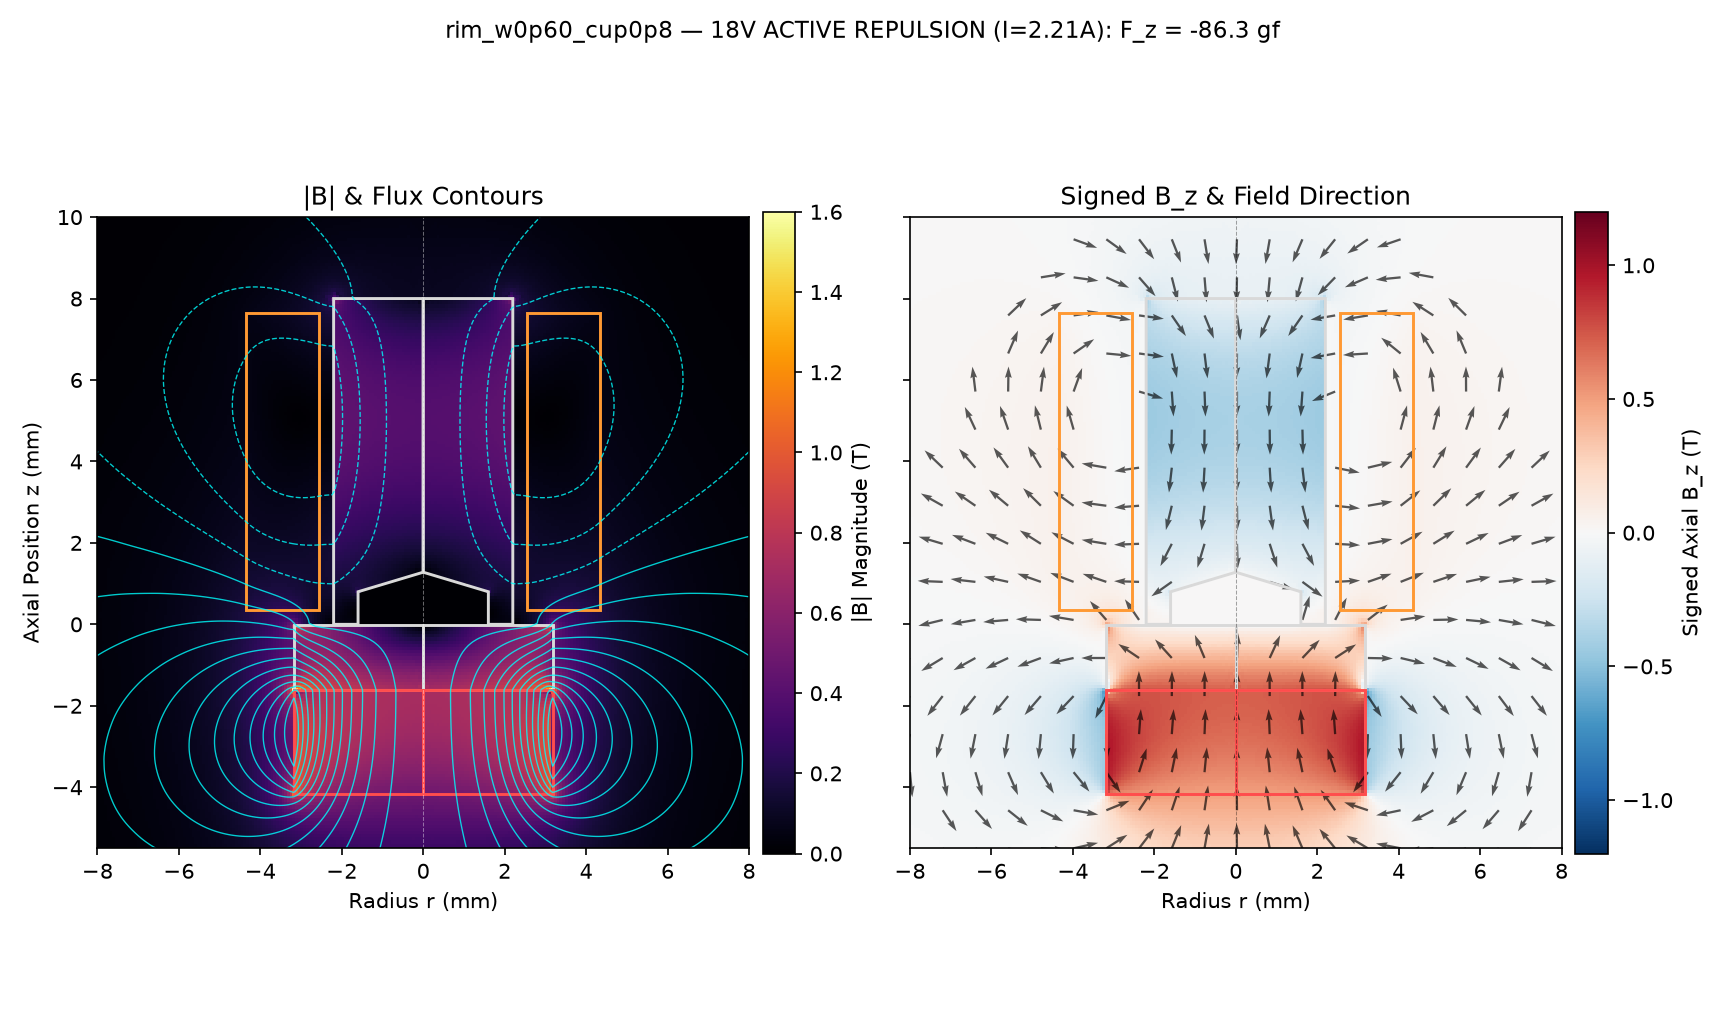 rim_w0p60_cup0p8 — 18V ACTIVE REPULSION (I=2.21A): F_z = -86.3 gf
|B| & Flux Contours
Signed B_z & Field Direction
10
8
6
4
2
0
−2
−4
Axial Position z (mm)
−8 −6 −4 −2 0 2 4 6 8
Radius r (mm)
1.6
1.4
1.2
1.0
0.8
0.6
0.4
0.2
0.0
|B| Magnitude (T)
−8 −6 −4 −2 0 2 4 6 8
Radius r (mm)
1.0
0.5
0.0
−0.5
−1.0
Signed Axial B_z (T)